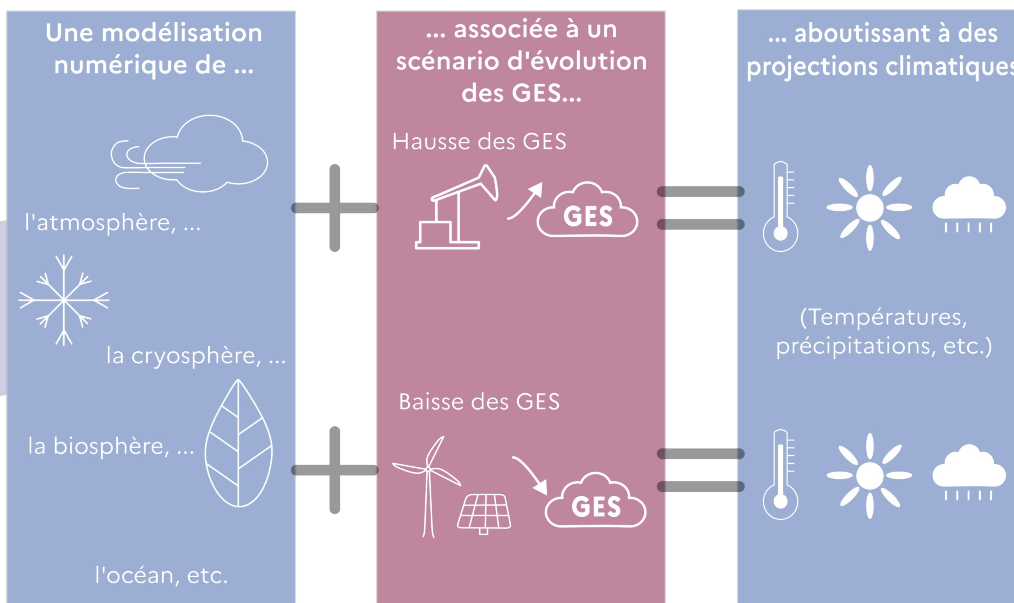 Une modélisation
numérique de ...
l'atmosphère, ...
la cryosphère, ...
la biosphère, ...
l'océan, etc.
... associée à un
scénario d'évolution
des GES...
Hausse des GES
GES
Baisse des GES
GES
... aboutissant à des
projections climatiques
(Températures,
précipitations, etc.)